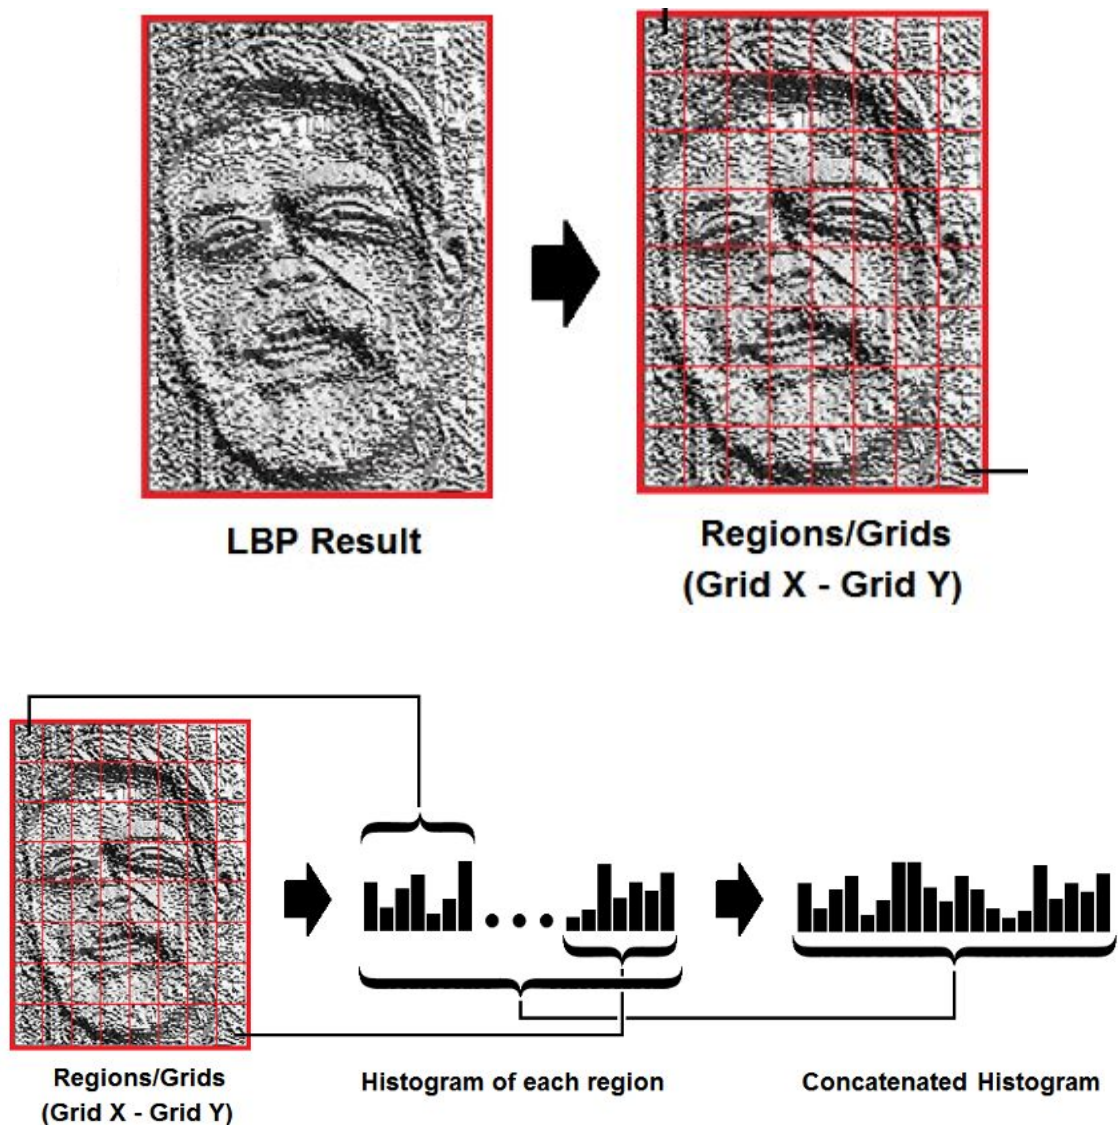 LBP Result
Regions/Grids
(Grid X - Grid Y)
Regions/Grids
(Grid X - Grid Y)
Histogram of each region
Concatenated Histogram